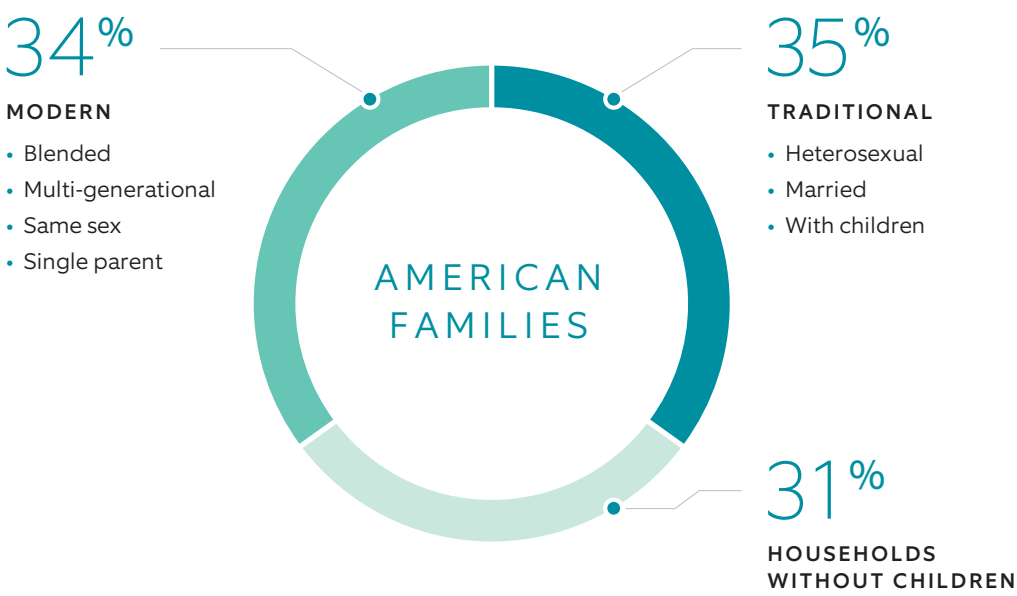 34%
MODERN
• Blended
• Multi-generational
• Same sex
• Single parent
35%
TRADITIONAL
• Heterosexual
• Married
• With children
AMERICAN
FAMILIES
31%
HOUSEHOLDS
WITHOUT CHILDREN